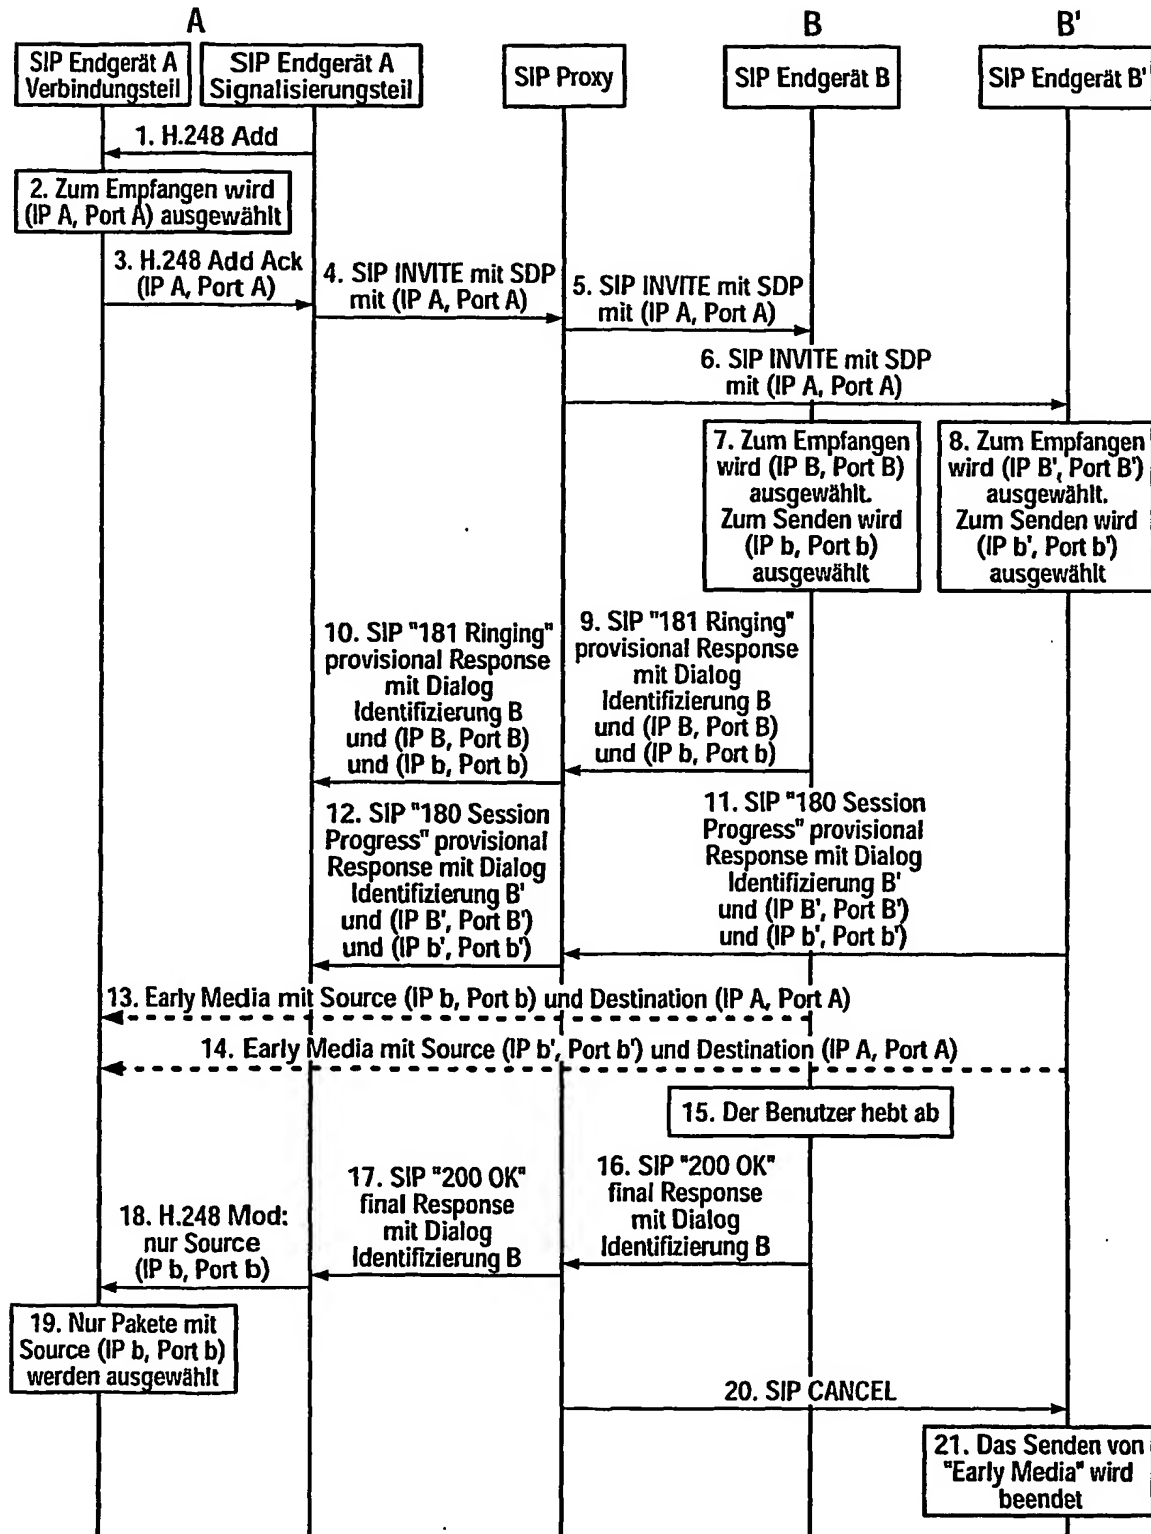 A
B
B'
SIP Endgerät A
Verbindungsteil
SIP Endgerät A
Signalisierungsteil
SIP Proxy
SIP Endgerät B
SIP Endgerät B'
1. H.248 Add
2. Zum Empfangen wird
(IP A, Port A) ausgewählt
3. H.248 Add Ack
(IP A, Port A)
4. SIP INVITE mit SDP
mit (IP A, Port A)
5. SIP INVITE mit SDP
mit (IP A, Port A)
6. SIP INVITE mit SDP
mit (IP A, Port A)
7. Zum Empfangen
wird (IP B, Port B)
ausgewählt.
Zum Senden wird
(IP b, Port b)
ausgewählt
8. Zum Empfangen
wird (IP B', Port B')
ausgewählt.
Zum Senden wird
(IP b', Port b')
ausgewählt
9. SIP "181 Ringing"
provisional Response
mit Dialog
Identifizierung B
und (IP B, Port B)
und (IP b, Port b)
10. SIP "181 Ringing"
provisional Response
mit Dialog
Identifizierung B
und (IP B, Port B)
und (IP b, Port b)
11. SIP "180 Session
Progress" provisional
Response mit Dialog
Identifizierung B'
und (IP B', Port B')
und (IP b', Port b')
12. SIP "180 Session
Progress" provisional
Response mit Dialog
Identifizierung B'
und (IP B', Port B')
und (IP b', Port b')
13. Early Media mit Source (IP b, Port b) und Destination (IP A, Port A)
14. Early Media mit Source (IP b', Port b') und Destination (IP A, Port A)
15. Der Benutzer hebt ab
16. SIP "200 OK"
final Response
mit Dialog
Identifizierung B
17. SIP "200 OK"
final Response
mit Dialog
Identifizierung B
18. H.248 Mod:
nur Source
(IP b, Port b)
19. Nur Pakete mit
Source (IP b, Port b)
werden ausgewählt
20. SIP CANCEL
21. Das Senden von
"Early Media" wird
beendet